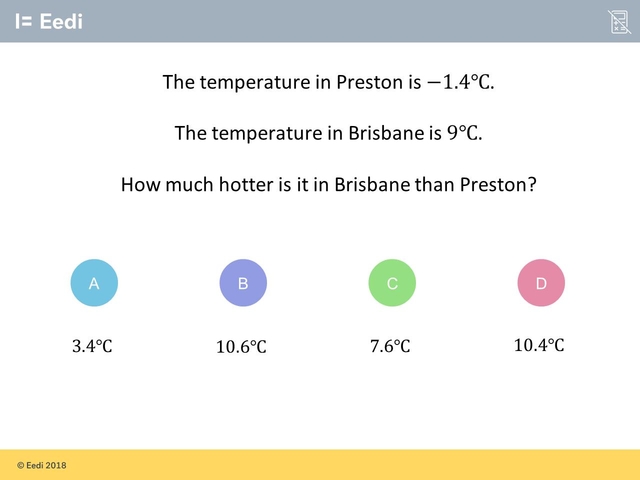 I= Eedi
The temperature in Preston is −1.4℃.
The temperature in Brisbane is 9℃.
How much hotter is it in Brisbane than Preston?
A
B
C
D
3.4℃
10.6℃
7.6℃
10.4℃
© Eedi 2018